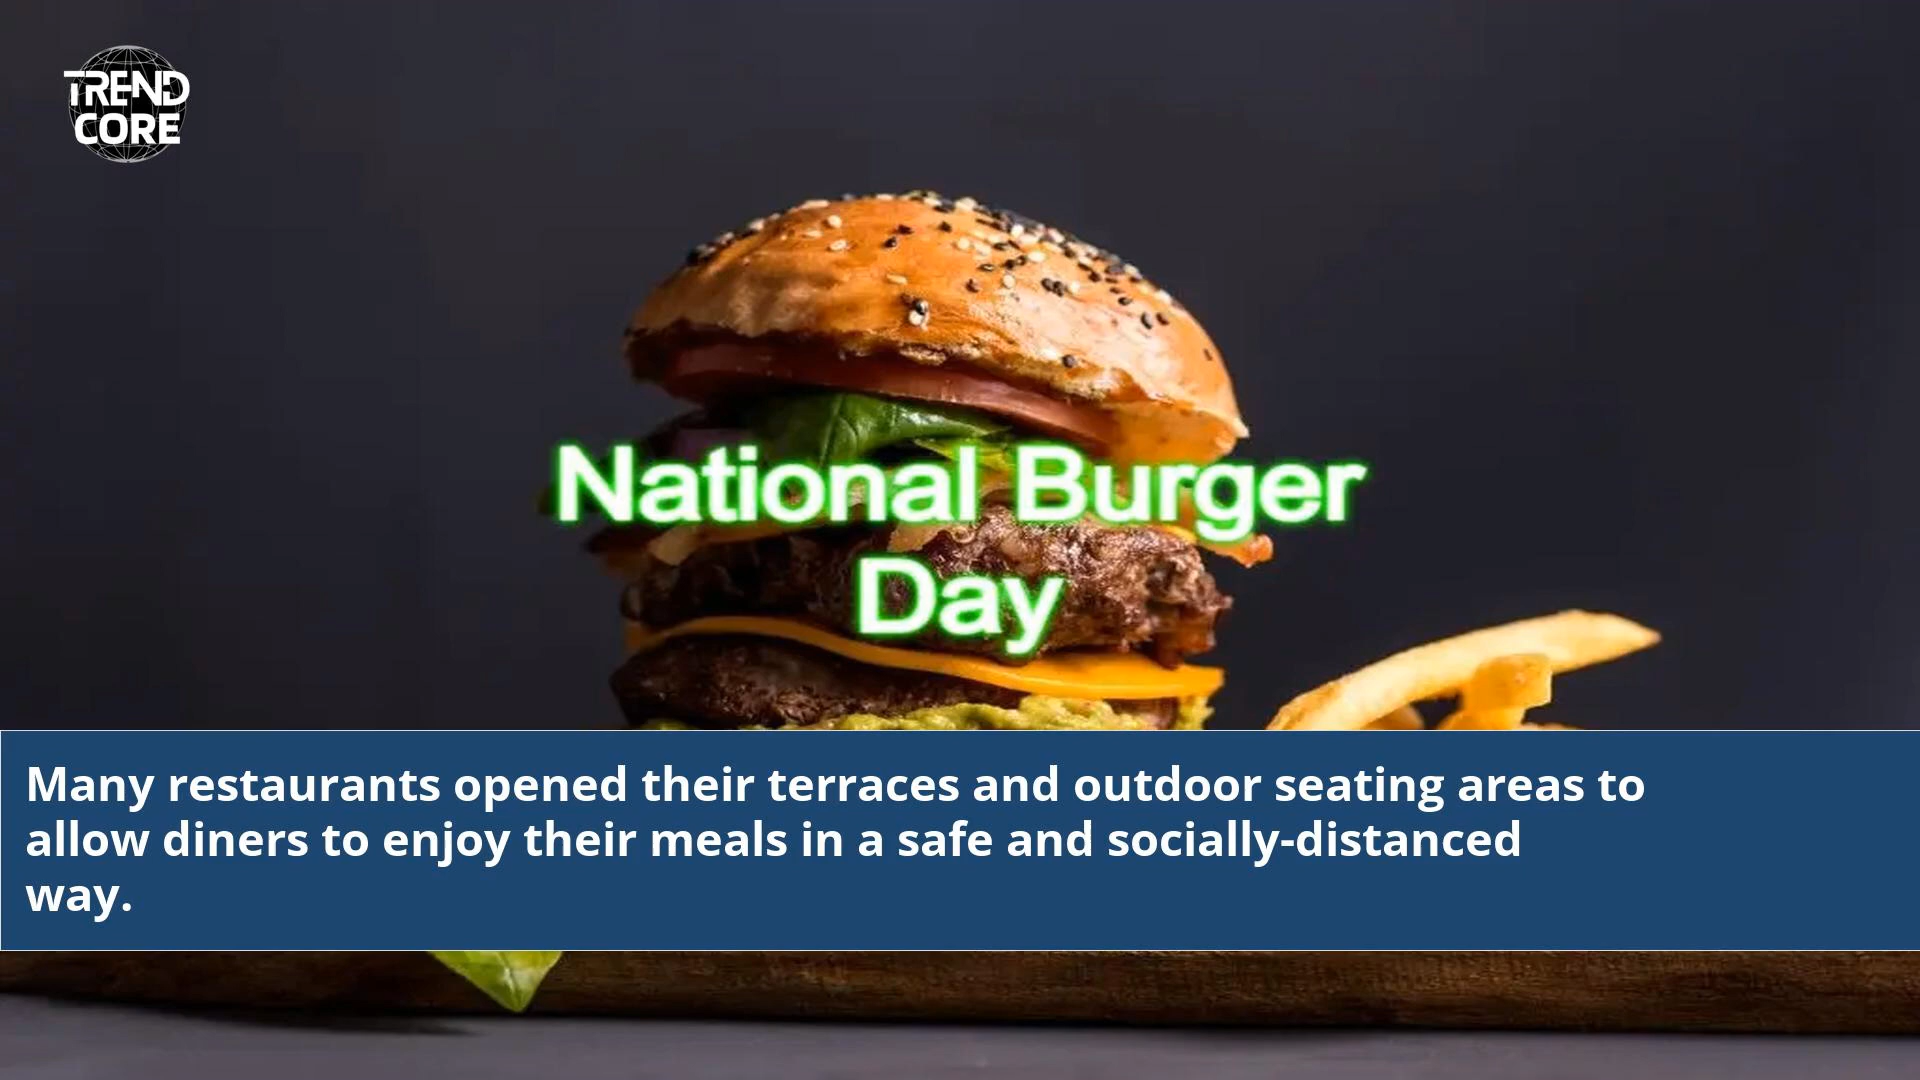 TREND
CORE
National Burger
Day
Many restaurants opened their terraces and outdoor seating areas to
allow diners to enjoy their meals in a safe and socially-distanced
way.